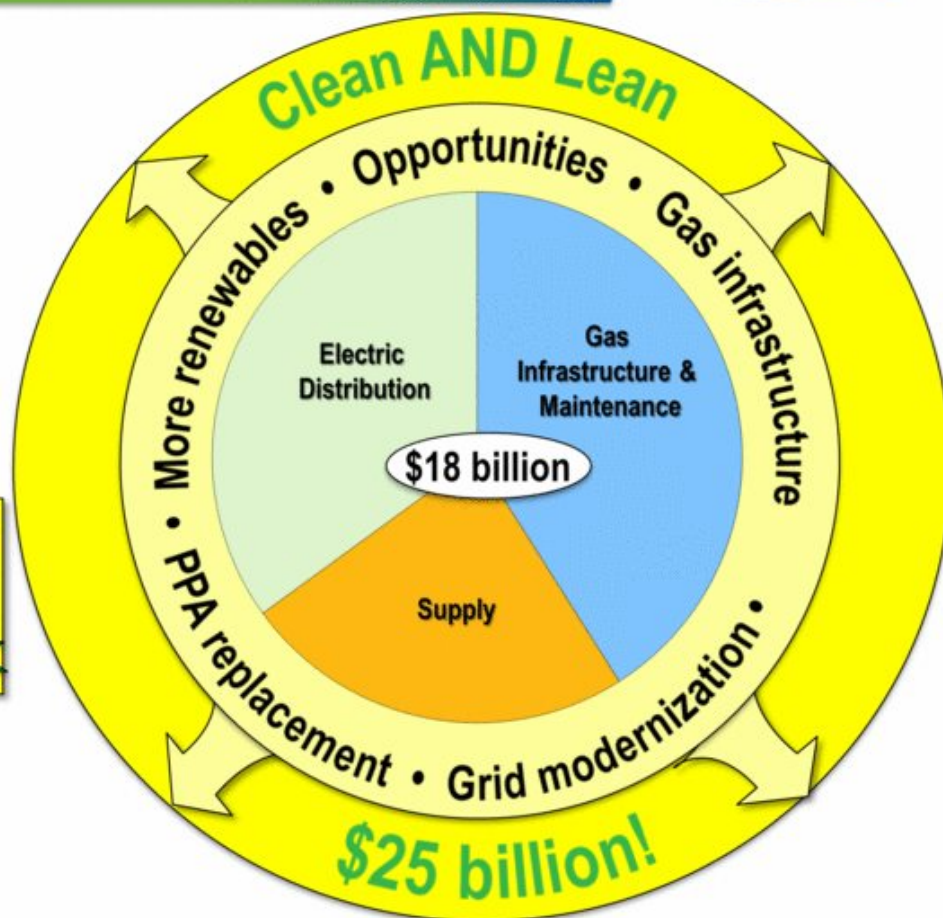 Clean AND Lean
• More renewables • Opportunities • Gas infrastructure
Electric
Distribution
Gas
Infrastructure &
Maintenance
$18 billion
Supply
• PPA replacement • Grid modernization •
$25 billion!